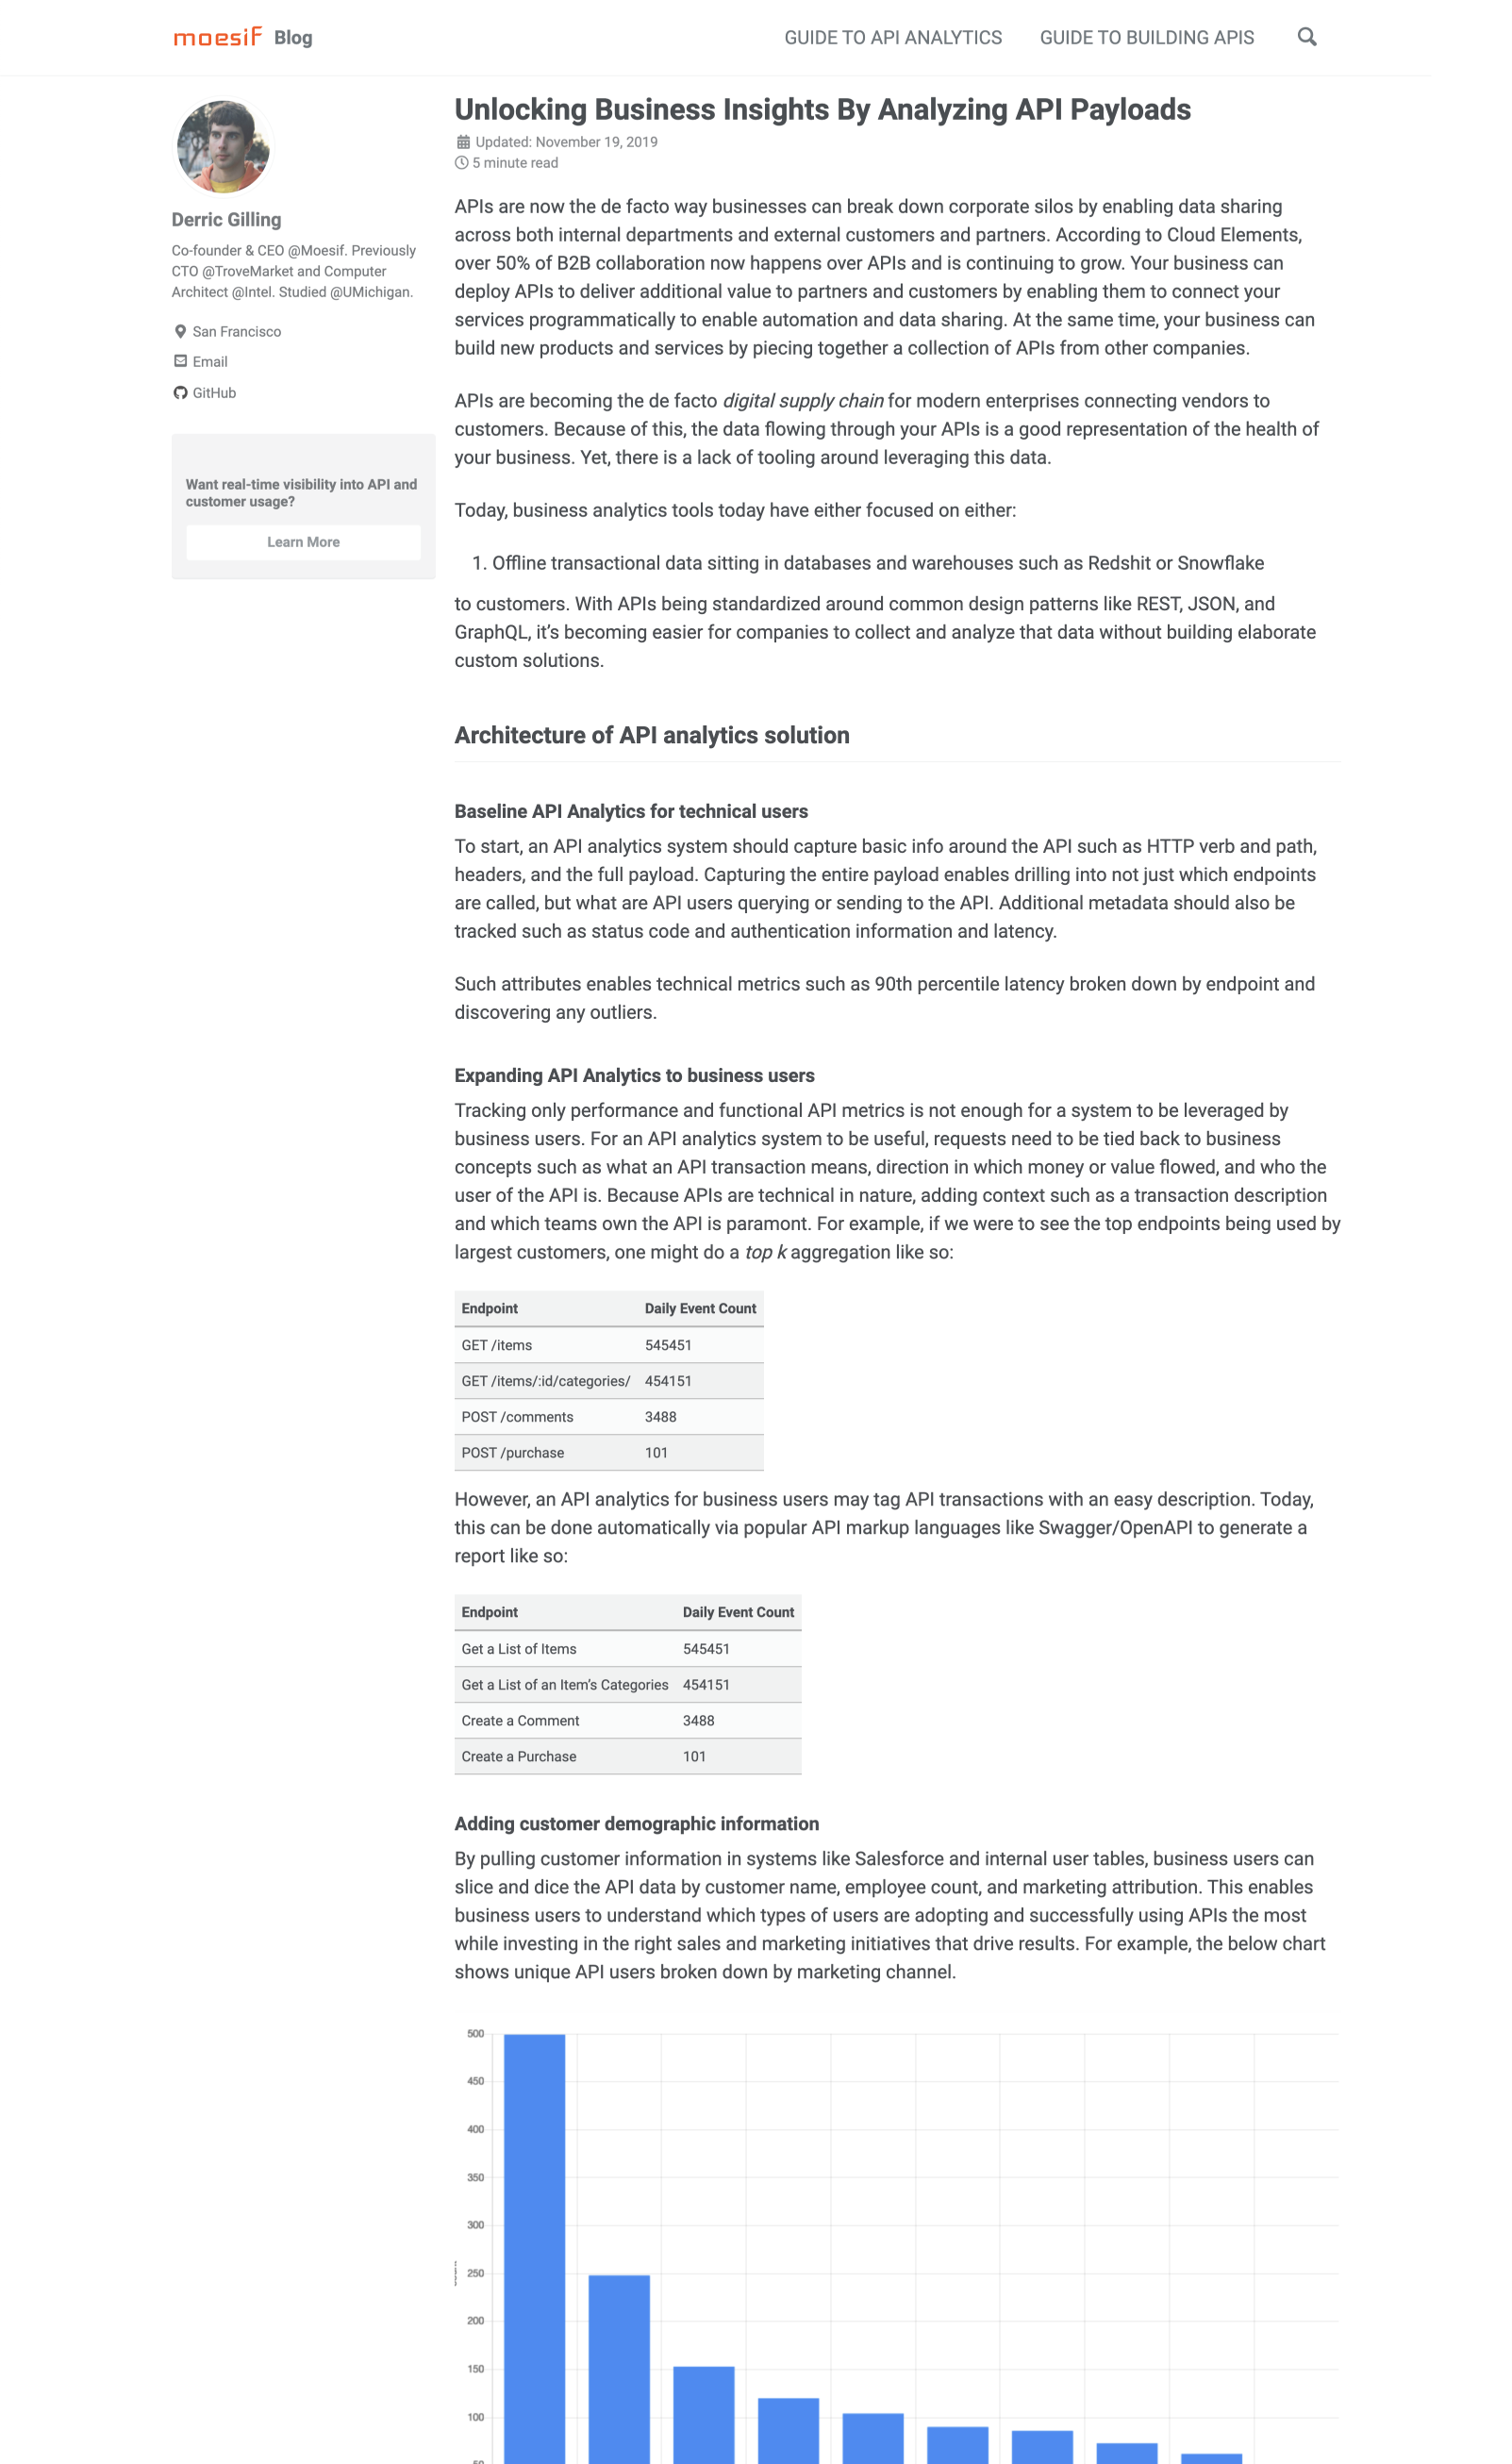 moesif Blog
GUIDE TO API ANALYTICS
GUIDE TO BUILDING APIS
Derric Gilling
Co-founder & CEO @Moesif. Previously
CTO @TroveMarket and Computer
Architect @Intel. Studied @UMichigan.
San Francisco
Email
GitHub
Want real-time visibility into API and
customer usage?
Learn More
Unlocking Business Insights By Analyzing API Payloads
Updated: November 19, 2019
5 minute read
APIs are now the de facto way businesses can break down corporate silos by enabling data sharing
across both internal departments and external customers and partners. According to Cloud Elements,
over 50% of B2B collaboration now happens over APIs and is continuing to grow. Your business can
deploy APIs to deliver additional value to partners and customers by enabling them to connect your
services programmatically to enable automation and data sharing. At the same time, your business can
build new products and services by piecing together a collection of APIs from other companies.
APIs are becoming the de facto digital supply chain for modern enterprises connecting vendors to
customers. Because of this, the data flowing through your APIs is a good representation of the health of
your business. Yet, there is a lack of tooling around leveraging this data.
Today, business analytics tools today have either focused on either:
1. Offline transactional data sitting in databases and warehouses such as Redshit or Snowflake
to customers. With APIs being standardized around common design patterns like REST, JSON, and
GraphQL, it’s becoming easier for companies to collect and analyze that data without building elaborate
custom solutions.
Architecture of API analytics solution
Baseline API Analytics for technical users
To start, an API analytics system should capture basic info around the API such as HTTP verb and path,
headers, and the full payload. Capturing the entire payload enables drilling into not just which endpoints
are called, but what are API users querying or sending to the API. Additional metadata should also be
tracked such as status code and authentication information and latency.
Such attributes enables technical metrics such as 90th percentile latency broken down by endpoint and
discovering any outliers.
Expanding API Analytics to business users
Tracking only performance and functional API metrics is not enough for a system to be leveraged by
business users. For an API analytics system to be useful, requests need to be tied back to business
concepts such as what an API transaction means, direction in which money or value flowed, and who the
user of the API is. Because APIs are technical in nature, adding context such as a transaction description
and which teams own the API is paramont. For example, if we were to see the top endpoints being used by
largest customers, one might do a top k aggregation like so:
Endpoint Daily Event Count
GET /items 545451
GET /items/:id/categories/ 454151
POST /comments 3488
POST /purchase 101
However, an API analytics for business users may tag API transactions with an easy description. Today,
this can be done automatically via popular API markup languages like Swagger/OpenAPI to generate a
report like so:
Endpoint Daily Event Count
Get a List of Items 545451
Get a List of an Item’s Categories 454151
Create a Comment 3488
Create a Purchase 101
Adding customer demographic information
By pulling customer information in systems like Salesforce and internal user tables, business users can
slice and dice the API data by customer name, employee count, and marketing attribution. This enables
business users to understand which types of users are adopting and successfully using APIs the most
while investing in the right sales and marketing initiatives that drive results. For example, the below chart
shows unique API users broken down by marketing channel.
500
450
400
350
300
250
200
150
100